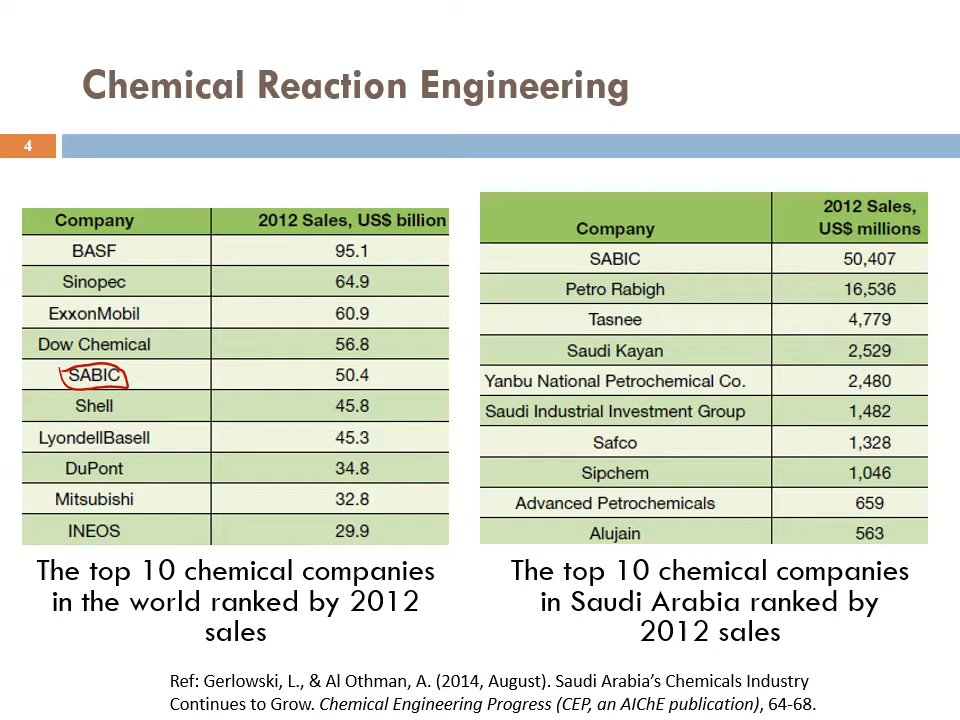 Chemical Reaction Engineering
4
Company 2012 Sales, US$ billion
BASF 95.1
Sinopec 64.9
ExxonMobil 60.9
Dow Chemical 56.8
SABIC 50.4
Shell 45.8
LyondellBasell 45.3
DuPont 34.8
Mitsubishi 32.8
INEOS 29.9
The top 10 chemical companies
in the world ranked by 2012
sales
2012 Sales,
Company US$ millions
SABIC 50,407
Petro Rabigh 16,536
Tasnee 4,779
Saudi Kayan 2,529
Yanbu National Petrochemical Co. 2,480
Saudi Industrial Investment Group 1,482
Safco 1,328
Sipchem 1,046
Advanced Petrochemicals 659
Alujain 563
The top 10 chemical companies
in Saudi Arabia ranked by
2012 sales
Ref: Gerlowski, L., & Al Othman, A. (2014, August). Saudi Arabia’s Chemicals Industry
Continues to Grow. Chemical Engineering Progress (CEP, an AIChE publication), 64-68.